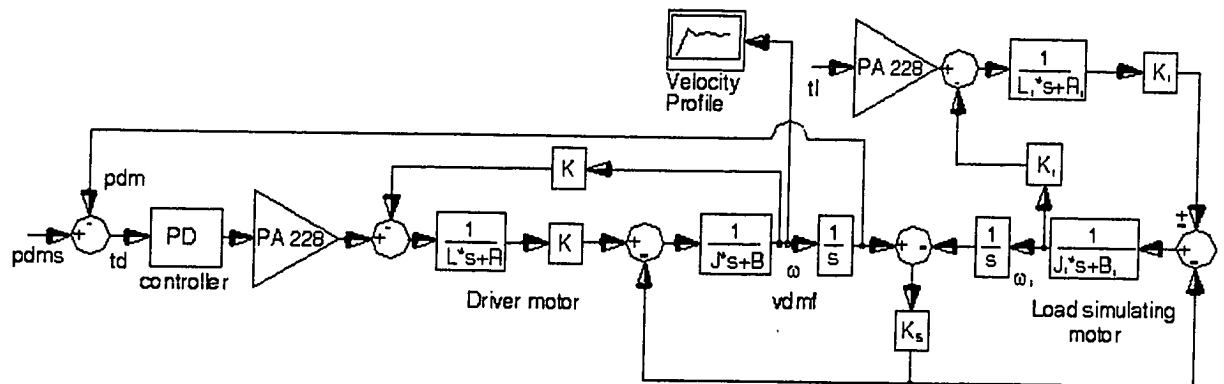 Velocity
Profile
tl
PA 228
+
-
1
L₁*s+R₁
K₁
K₁
pdm
K
pdms
+
-
td
PD
controller
PA 228
+
-
1
L*s+R
K
Driver motor
+
-
1
J*s+B
ω
vdmf
1
s
+
-
Kₛ
1
s
ω₁
1
J₁*s+B₁
±
+
-
Load simulating
motor